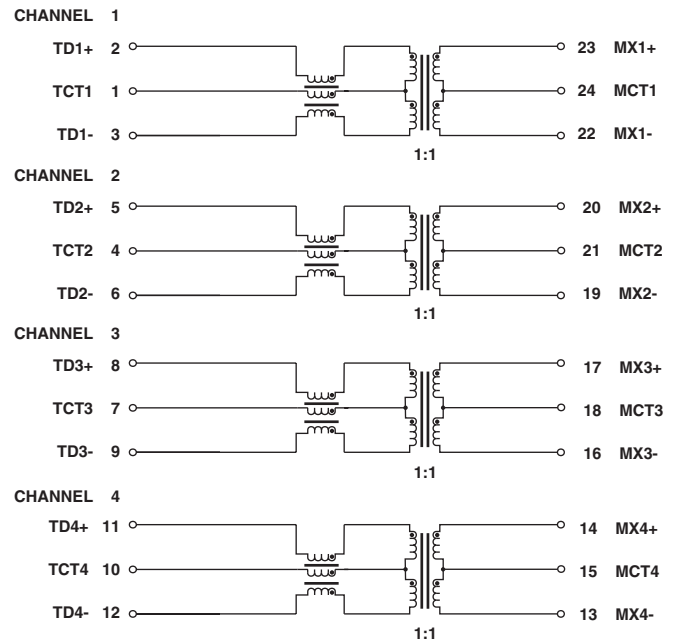 CHANNEL 1
TD1+ 2 23 MX1+
TCT1 1 24 MCT1
TD1- 3 22 MX1-
1:1
CHANNEL 2
TD2+ 5 20 MX2+
TCT2 4 21 MCT2
TD2- 6 19 MX2-
1:1
CHANNEL 3
TD3+ 8 17 MX3+
TCT3 7 18 MCT3
TD3- 9 16 MX3-
1:1
CHANNEL 4
TD4+ 11 14 MX4+
TCT4 10 15 MCT4
TD4- 12 13 MX4-
1:1